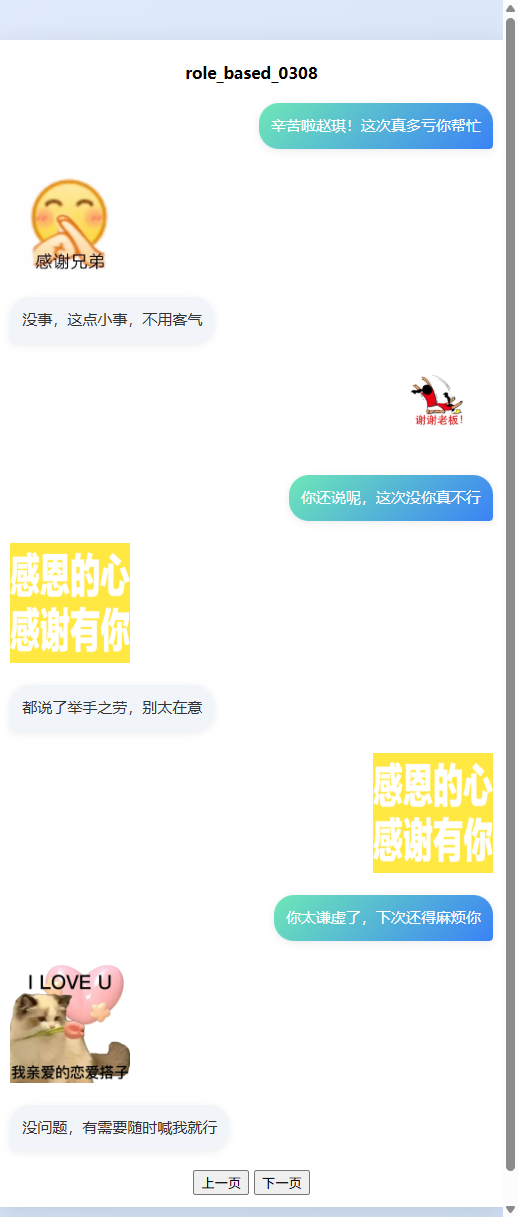 role_based_0308
辛苦啦赵琪！这次真多亏你帮忙
感谢兄弟
没事，这点小事，不用客气
谢谢老板！
你还说呢，这次没你真不行
感恩的心
感谢有你
都说了举手之劳，别太在意
感恩的心
感谢有你
你太谦虚了，下次还得麻烦你
I LOVE U
我亲爱的恋爱搭子
没问题，有需要随时喊我就行
上一页 下一页